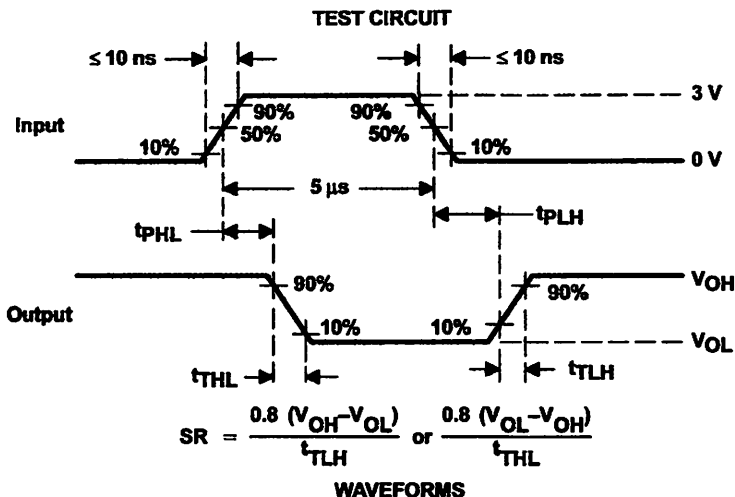 TEST CIRCUIT
≤ 10 ns
≤ 10 ns
3 V
90%
90%
Input
50%
50%
10%
10%
0 V
5 μs
tPHL
tPLH
VOH
90%
90%
Output
10%
10%
VOL
tTHL
tTLH
SR = 0.8 (VOH–VOL) / tTLH or 0.8 (VOL–VOH) / tTHL
WAVEFORMS